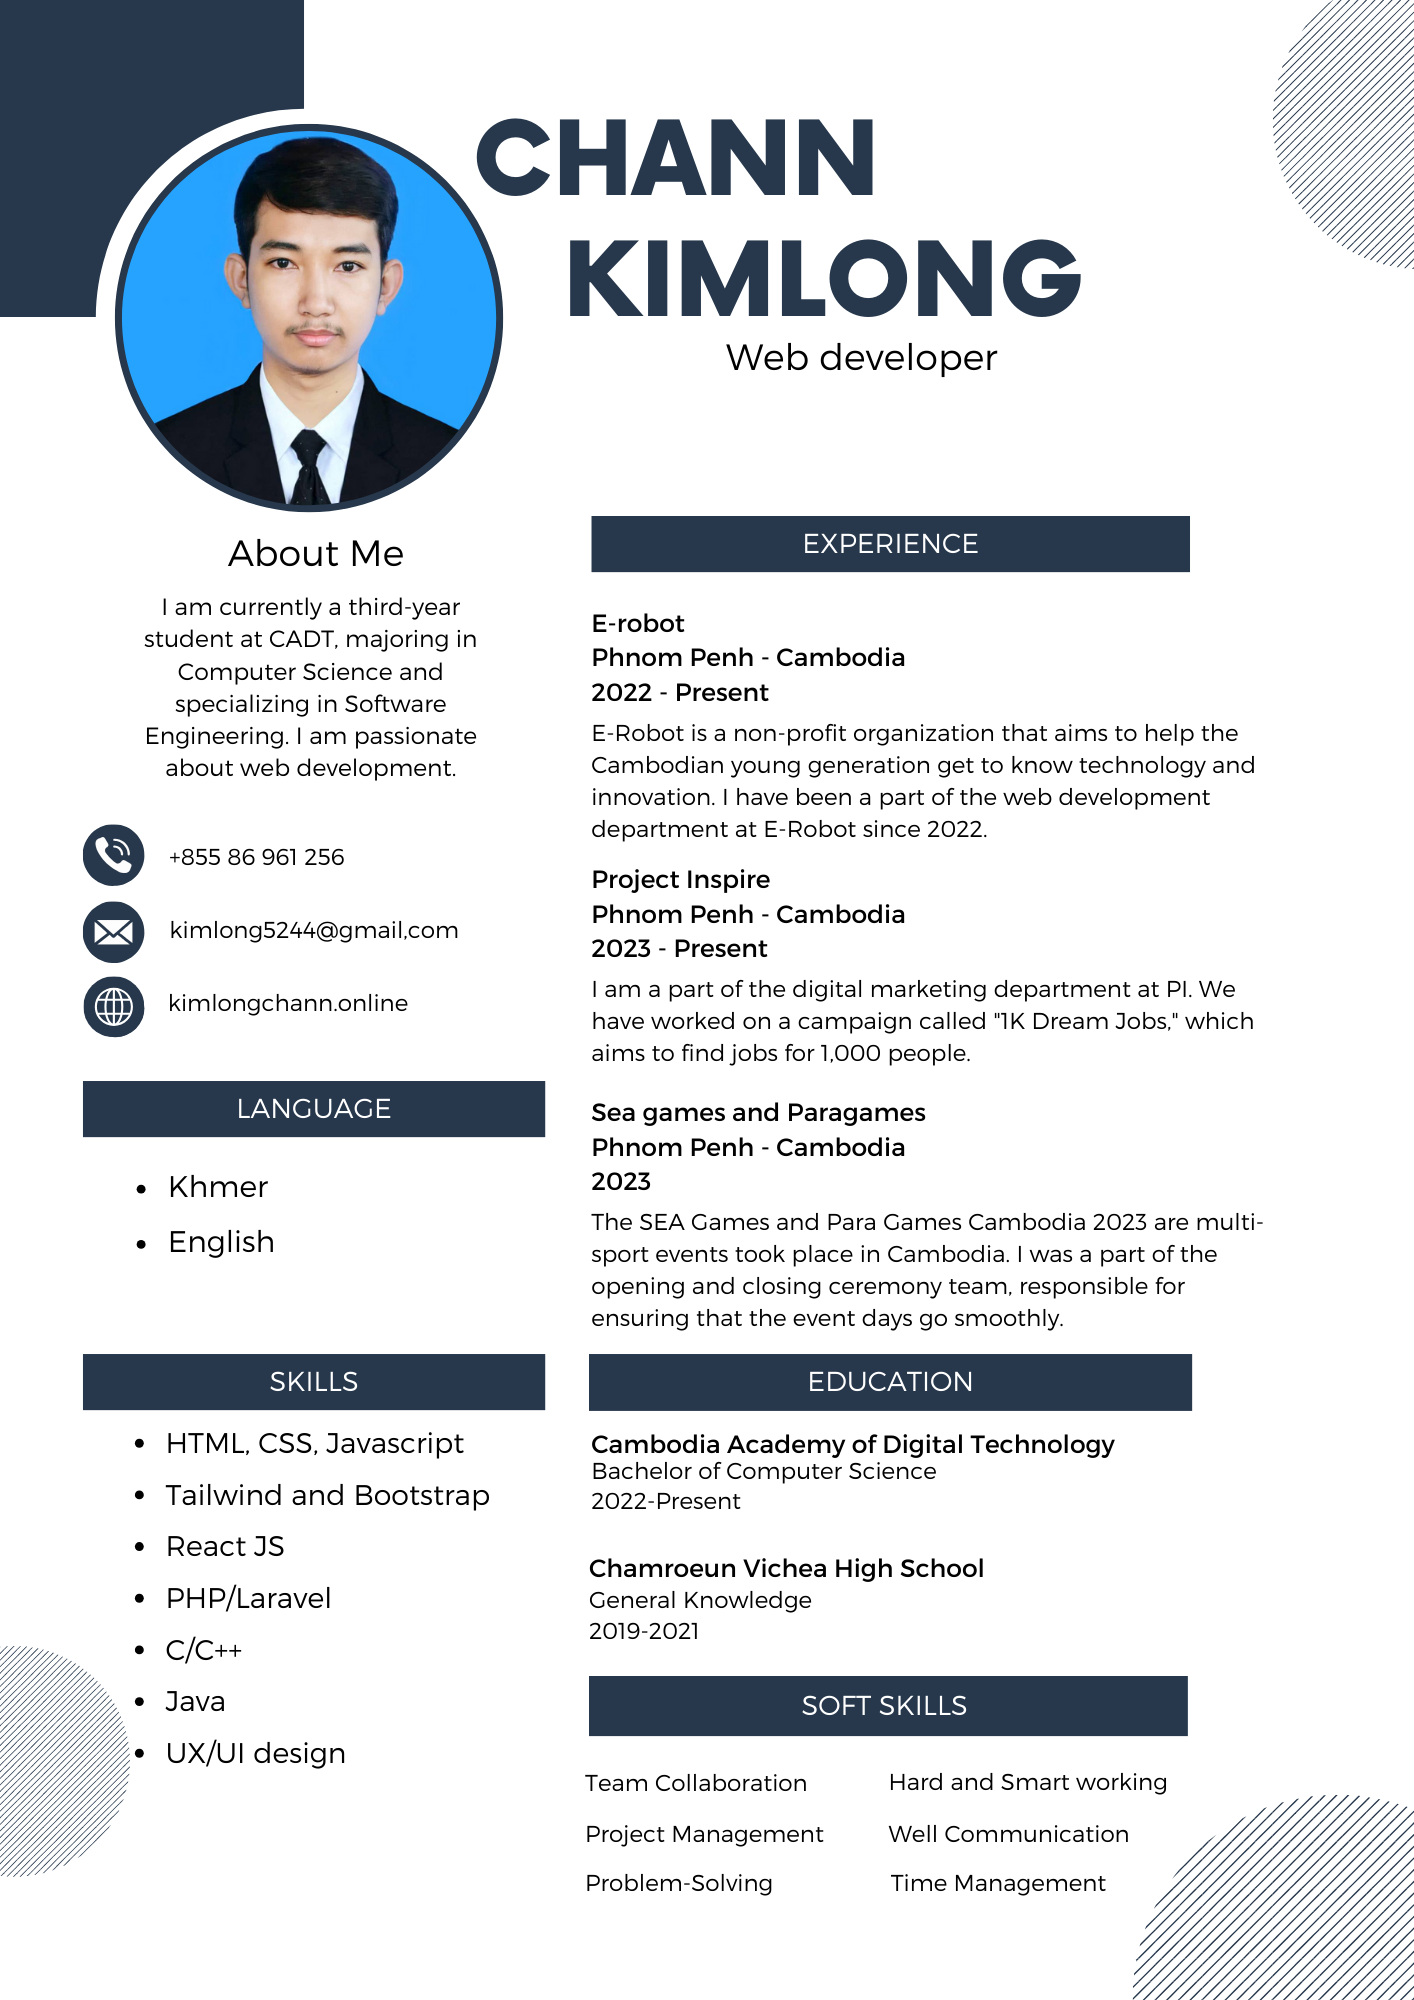 CHANN
KIMLONG
Web developer
About Me
I am currently a third-year
student at CADT, majoring in
Computer Science and
specializing in Software
Engineering. I am passionate
about web development.
+855 86 961 256
kimlong5244@gmail,com
kimlongchann.online
LANGUAGE
Khmer
English
SKILLS
HTML, CSS, Javascript
Tailwind and Bootstrap
React JS
PHP/Laravel
C/C++
Java
UX/UI design
EXPERIENCE
E-robot
Phnom Penh - Cambodia
2022 - Present
E-Robot is a non-profit organization that aims to help the
Cambodian young generation get to know technology and
innovation. I have been a part of the web development
department at E-Robot since 2022.
Project Inspire
Phnom Penh - Cambodia
2023 - Present
I am a part of the digital marketing department at PI. We
have worked on a campaign called "1K Dream Jobs," which
aims to find jobs for 1,000 people.
Sea games and Paragames
Phnom Penh - Cambodia
2023
The SEA Games and Para Games Cambodia 2023 are multi-
sport events took place in Cambodia. I was a part of the
opening and closing ceremony team, responsible for
ensuring that the event days go smoothly.
EDUCATION
Cambodia Academy of Digital Technology
Bachelor of Computer Science
2022-Present
Chamroeun Vichea High School
General Knowledge
2019-2021
SOFT SKILLS
Team Collaboration
Hard and Smart working
Project Management
Well Communication
Problem-Solving
Time Management